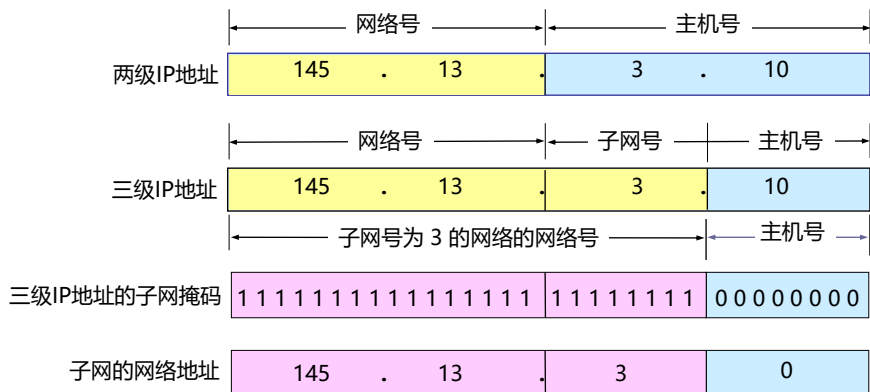 网络号 主机号
两级IP地址 145 . 13 . 3 . 10
网络号 子网号 主机号
三级IP地址 145 . 13 . 3 . 10
子网号为 3 的网络的网络号 主机号
三级IP地址的子网掩码 1 1 1 1 1 1 1 1 1 1 1 1 1 1 1 1 1 1 1 1 1 1 1 1 0 0 0 0 0 0 0 0
子网的网络地址 145 . 13 . 3 0